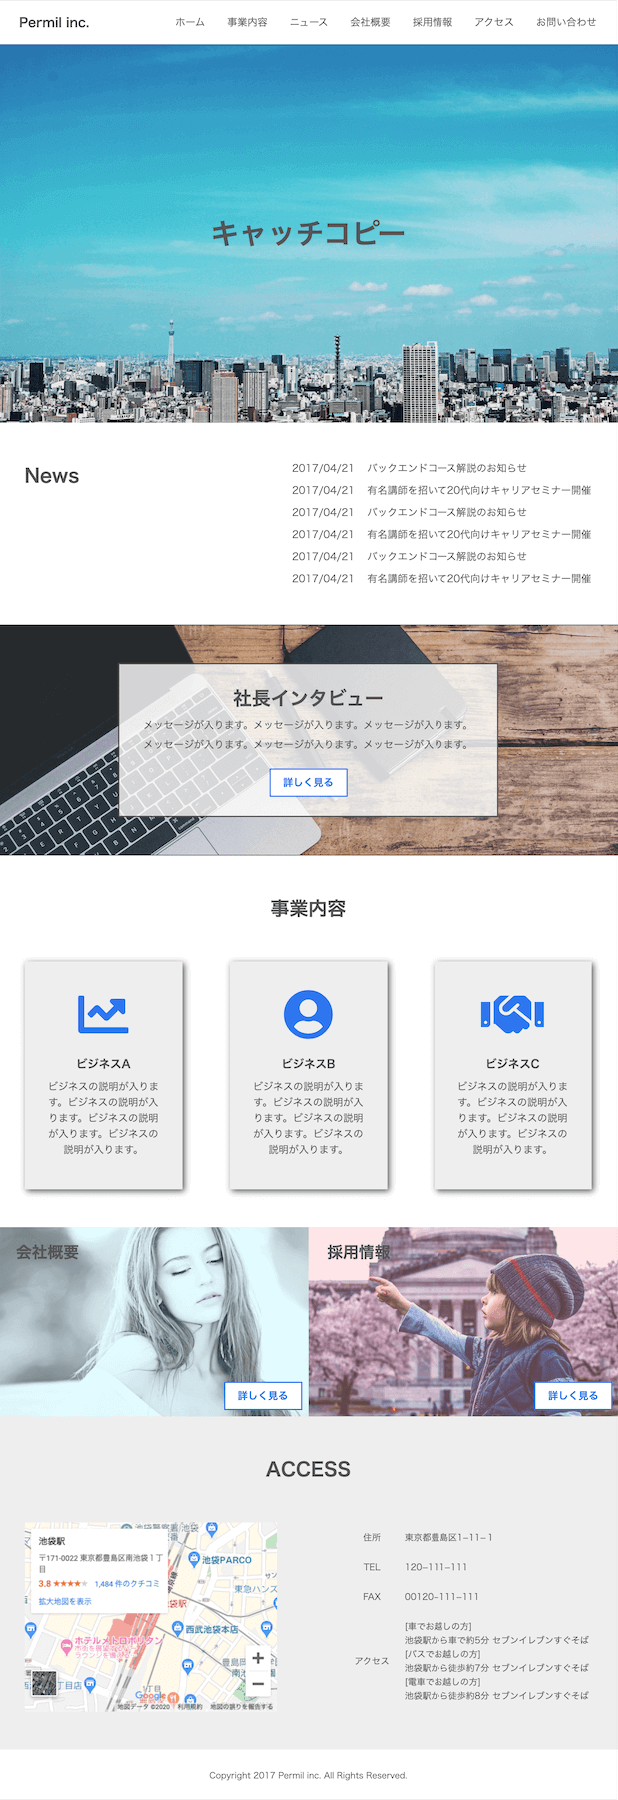 Permil inc.
ホーム
事業内容
ニュース
会社概要
採用情報
アクセス
お問い合わせ
キャッチコピー
News
2017/04/21 バックエンドコース解説のお知らせ
2017/04/21 有名講師を招いて20代向けキャリアセミナー開催
2017/04/21 バックエンドコース解説のお知らせ
2017/04/21 有名講師を招いて20代向けキャリアセミナー開催
2017/04/21 バックエンドコース解説のお知らせ
2017/04/21 有名講師を招いて20代向けキャリアセミナー開催
社長インタビュー
メッセージが入ります。メッセージが入ります。メッセージが入ります。
メッセージが入ります。メッセージが入ります。メッセージが入ります。
詳しく見る
事業内容
ビジネスA
ビジネスの説明が入りま
す。ビジネスの説明が入
ります。ビジネスの説明
が入ります。ビジネスの
説明が入ります。
ビジネスB
ビジネスの説明が入りま
す。ビジネスの説明が入
ります。ビジネスの説明
が入ります。ビジネスの
説明が入ります。
ビジネスC
ビジネスの説明が入りま
す。ビジネスの説明が入
ります。ビジネスの説明
が入ります。ビジネスの
説明が入ります。
会社概要
詳しく見る
採用情報
詳しく見る
ACCESS
池袋駅
〒171-0022 東京都豊島区南池袋１丁
目
3.8 ★★★★★ 1,484 件のクチコミ
拡大地図を表示
池袋PARCO
東急ハンズ
袋駅
西武池袋本店
ホテルメトロポリタン
豊島岡
南池
1丁目
丁目店
Google
地図データ ©2020 利用規約 地図の誤りを報告する
住所 東京都豊島区1−11−1
TEL 120−111−111
FAX 00120−111−111
アクセス
[車でお越しの方]
池袋駅から車で約5分 セブンイレブンすぐそば
[バスでお越しの方]
池袋駅から徒歩約7分 セブンイレブンすぐそば
[電車でお越しの方]
池袋駅から徒歩約8分 セブンイレブンすぐそば
Copyright 2017 Permil inc. All Rights Reserved.